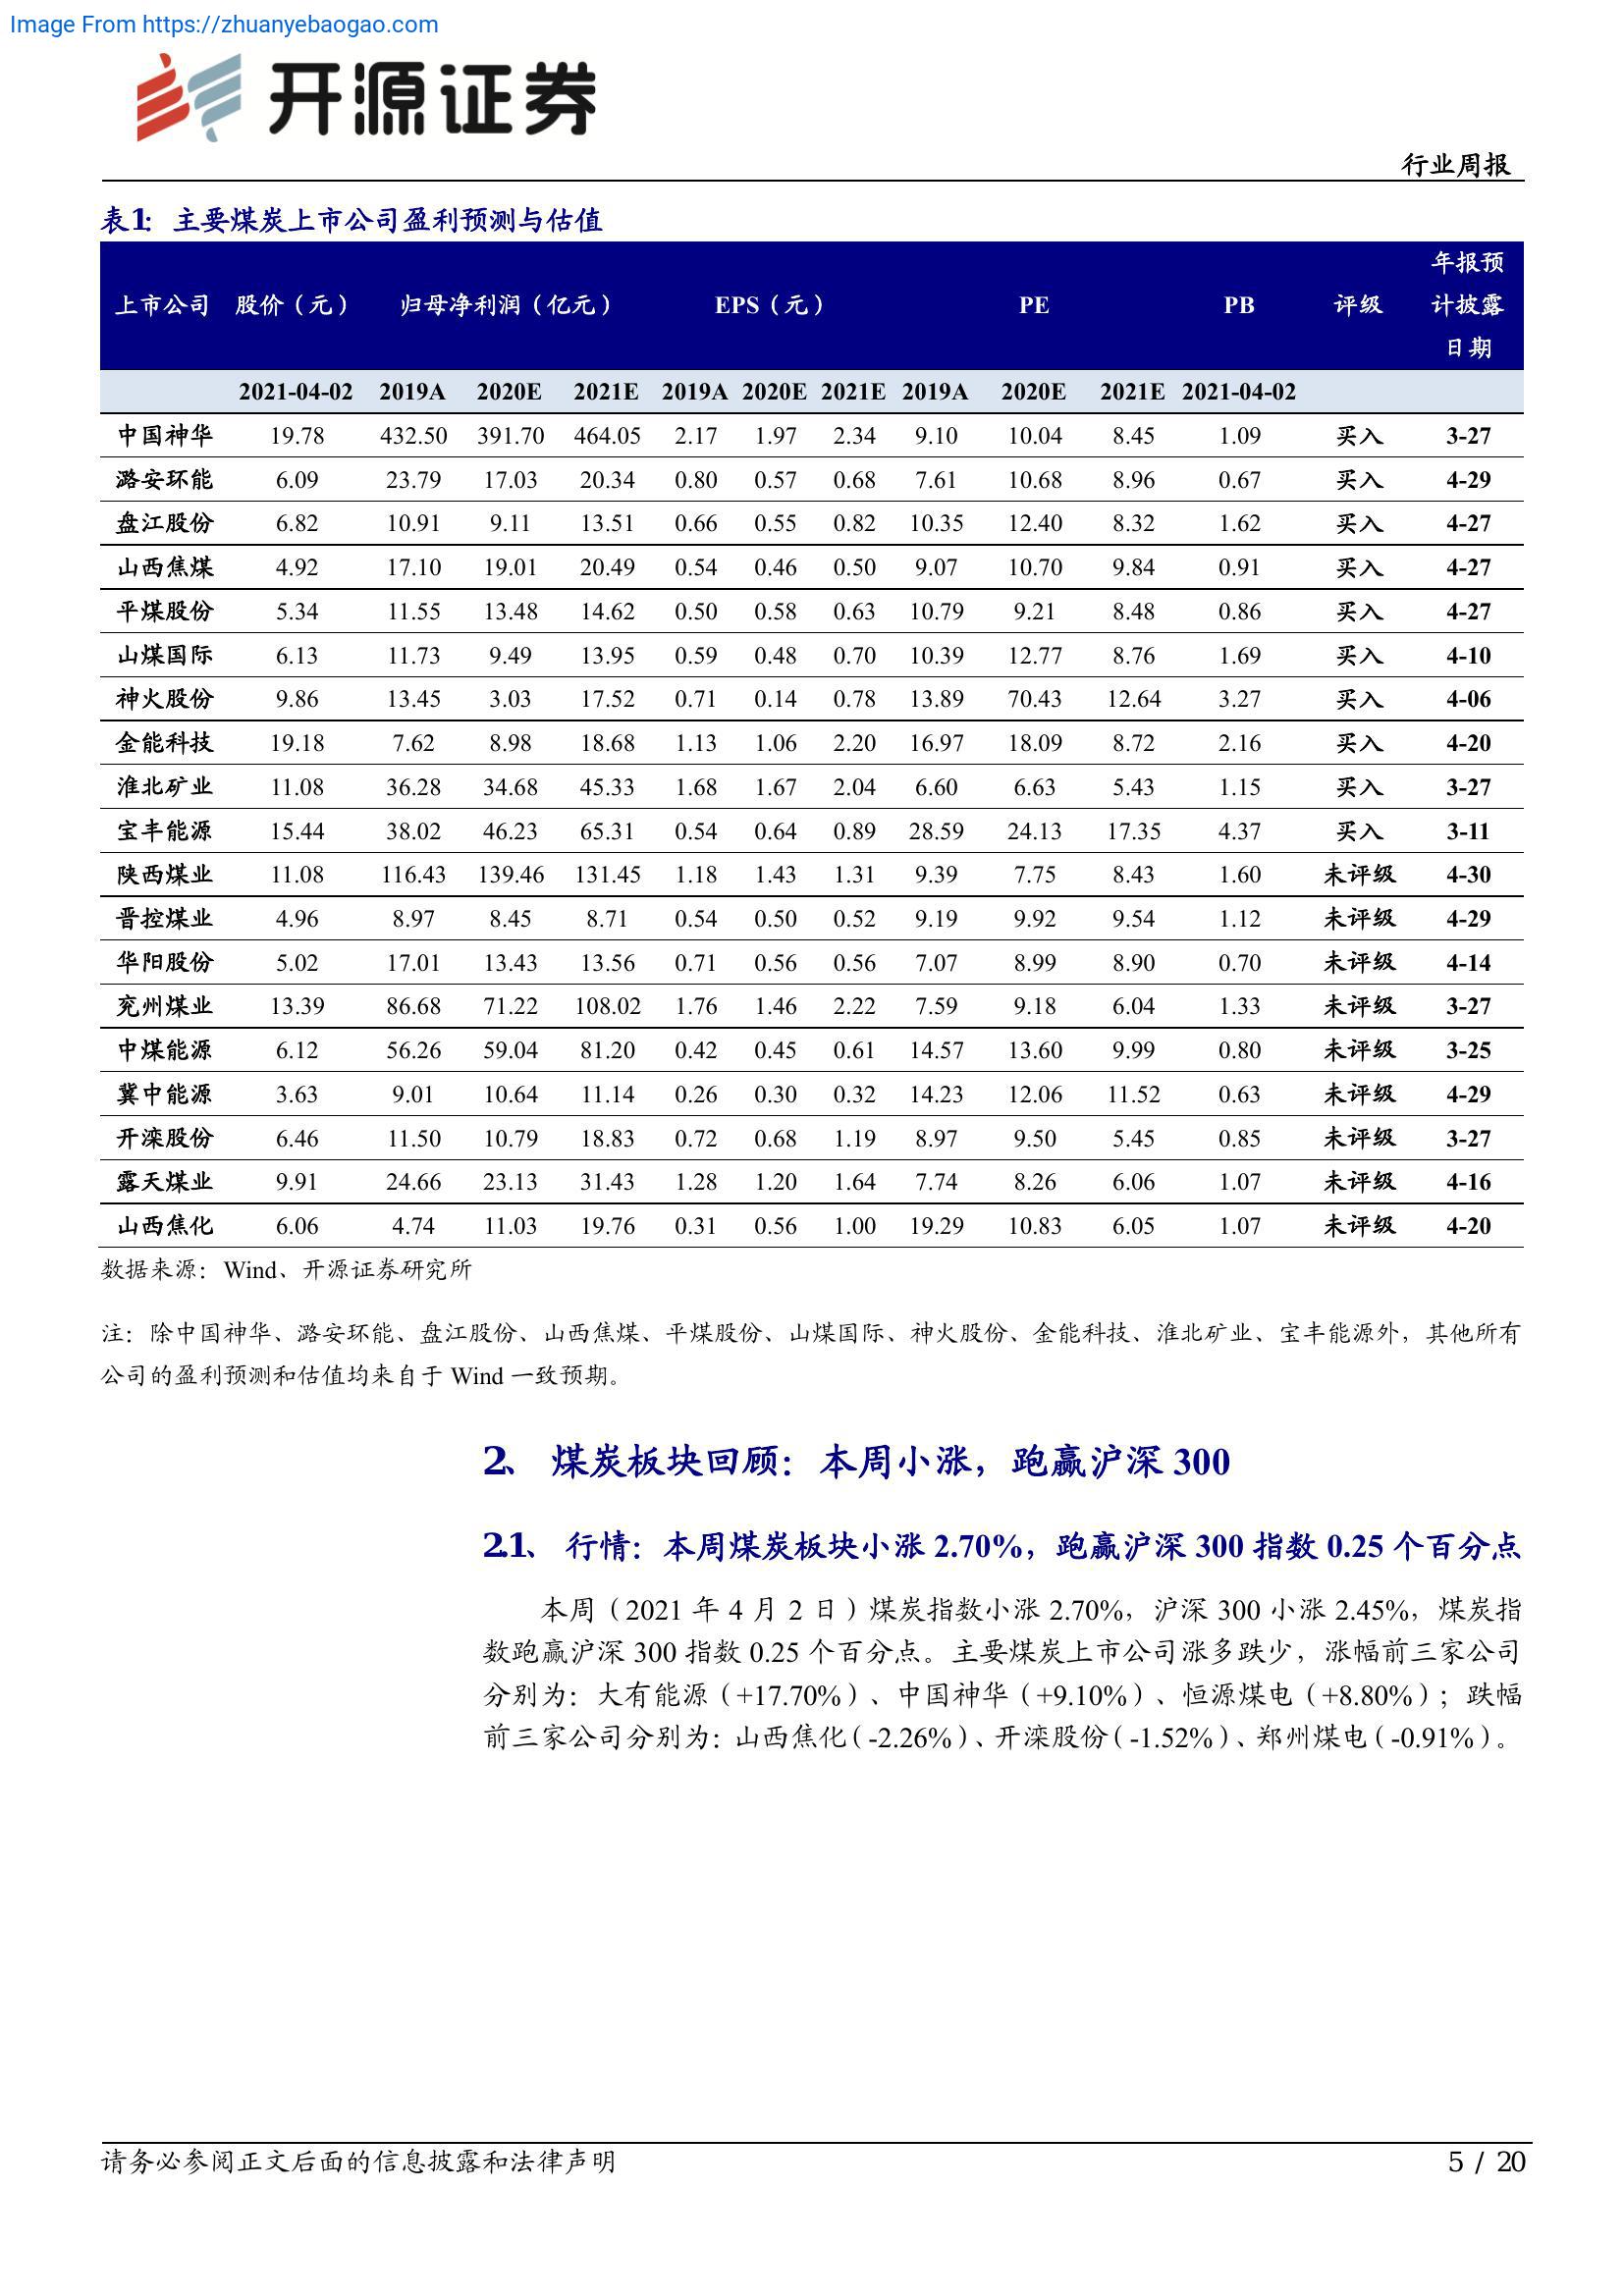 Image From https://zhuanyebaogao.com
开源证券
行业周报
表1: 主要煤炭上市公司盈利预测与估值
上市公司 股价（元） 归母净利润（亿元） EPS（元） PE PB 评级 年报预计披露日期
2021-04-02 2019A 2020E 2021E 2019A 2020E 2021E 2019A 2020E 2021E 2021-04-02
中国神华 19.78 432.50 391.70 464.05 2.17 1.97 2.34 9.10 10.04 8.45 1.09 买入 3-27
潞安环能 6.09 23.79 17.03 20.34 0.80 0.57 0.68 7.61 10.68 8.96 0.67 买入 4-29
盘江股份 6.82 10.91 9.11 13.51 0.66 0.55 0.82 10.35 12.40 8.32 1.62 买入 4-27
山西焦煤 4.92 17.10 19.01 20.49 0.54 0.46 0.50 9.07 10.70 9.84 0.91 买入 4-27
平煤股份 5.34 11.55 13.48 14.62 0.50 0.58 0.63 10.79 9.21 8.48 0.86 买入 4-27
山煤国际 6.13 11.73 9.49 13.95 0.59 0.48 0.70 10.39 12.77 8.76 1.69 买入 4-10
神火股份 9.86 13.45 3.03 17.52 0.71 0.14 0.78 13.89 70.43 12.64 3.27 买入 4-06
金能科技 19.18 7.62 8.98 18.68 1.13 1.06 2.20 16.97 18.09 8.72 2.16 买入 4-20
淮北矿业 11.08 36.28 34.68 45.33 1.68 1.67 2.04 6.60 6.63 5.43 1.15 买入 3-27
宝丰能源 15.44 38.02 46.23 65.31 0.54 0.64 0.89 28.59 24.13 17.35 4.37 买入 3-11
陕西煤业 11.08 116.43 139.46 131.45 1.18 1.43 1.31 9.39 7.75 8.43 1.60 未评级 4-30
晋控煤业 4.96 8.97 8.45 8.71 0.54 0.50 0.52 9.19 9.92 9.54 1.12 未评级 4-29
华阳股份 5.02 17.01 13.43 13.56 0.71 0.56 0.56 7.07 8.99 8.90 0.70 未评级 4-14
兖州煤业 13.39 86.68 71.22 108.02 1.76 1.46 2.22 7.59 9.18 6.04 1.33 未评级 3-27
中煤能源 6.12 56.26 59.04 81.20 0.42 0.45 0.61 14.57 13.60 9.99 0.80 未评级 3-25
冀中能源 3.63 9.01 10.64 11.14 0.26 0.30 0.32 14.23 12.06 11.52 0.63 未评级 4-29
开滦股份 6.46 11.50 10.79 18.83 0.72 0.68 1.19 8.97 9.50 5.45 0.85 未评级 3-27
露天煤业 9.91 24.66 23.13 31.43 1.28 1.20 1.64 7.74 8.26 6.06 1.07 未评级 4-16
山西焦化 6.06 4.74 11.03 19.76 0.31 0.56 1.00 19.29 10.83 6.05 1.07 未评级 4-20
数据来源：Wind、开源证券研究所
注：除中国神华、潞安环能、盘江股份、山西焦煤、平煤股份、山煤国际、神火股份、金能科技、淮北矿业、宝丰能源外，其他所有
公司的盈利预测和估值均来自于 Wind 一致预期。
2、 煤炭板块回顾：本周小涨，跑赢沪深 300
2.1、 行情：本周煤炭板块小涨 2.70%，跑赢沪深 300 指数 0.25 个百分点
本周（2021 年 4 月 2 日）煤炭指数小涨 2.70%，沪深 300 小涨 2.45%，煤炭指
数跑赢沪深 300 指数 0.25 个百分点。主要煤炭上市公司涨多跌少，涨幅前三家公司
分别为：大有能源（+17.70%）、中国神华（+9.10%）、恒源煤电（+8.80%）；跌幅
前三家公司分别为：山西焦化（-2.26%）、开滦股份（-1.52%）、郑州煤电（-0.91%）。
请务必参阅正文后面的信息披露和法律声明
5 / 20